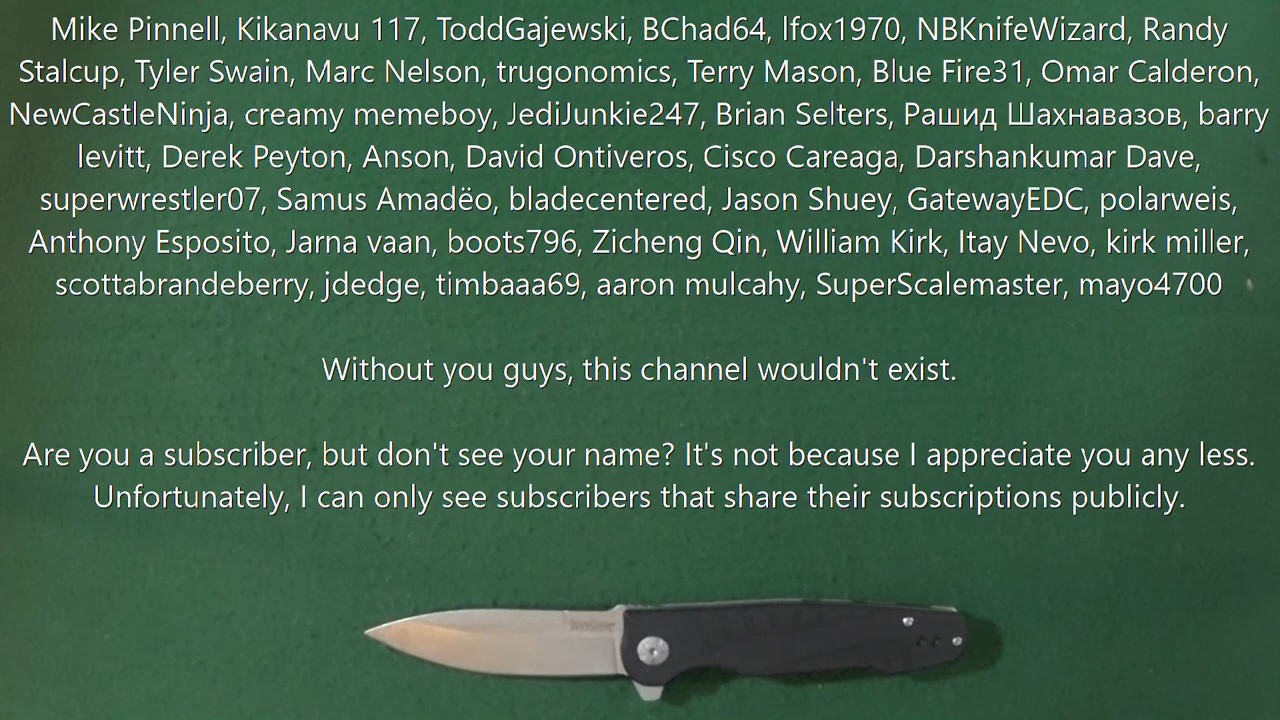 Mike Pinnell, Kikanavu 117, ToddGajewski, BChad64, lfox1970, NBKnifeWizard, Randy
Stalcup, Tyler Swain, Marc Nelson, trugonomics, Terry Mason, Blue Fire31, Omar Calderon,
NewCastleNinja, creamy memeboy, JediJunkie247, Brian Selters, Рашид Шахнавазов, barry
levitt, Derek Peyton, Anson, David Ontiveros, Cisco Careaga, Darshankumar Dave,
superwrestler07, Samus Amadëo, bladecentered, Jason Shuey, GatewayEDC, polarweis,
Anthony Esposito, Jarna vaan, boots796, Zicheng Qin, William Kirk, Itay Nevo, kirk miller,
scottabrandeberry, jdedge, timbaaa69, aaron mulcahy, SuperScalemaster, mayo4700
Without you guys, this channel wouldn't exist.
Are you a subscriber, but don't see your name? It's not because I appreciate you any less.
Unfortunately, I can only see subscribers that share their subscriptions publicly.